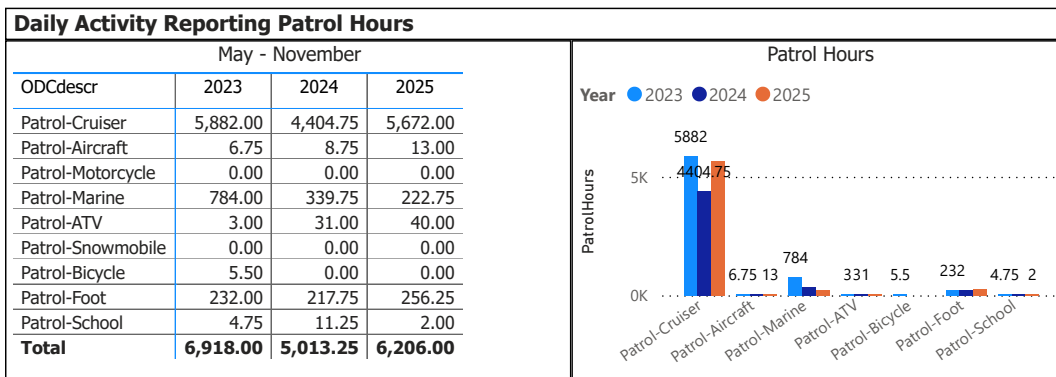 Daily Activity Reporting Patrol Hours
May - November
ODCdescr 2023 2024 2025
Patrol-Cruiser 5,882.00 4,404.75 5,672.00
Patrol-Aircraft 6.75 8.75 13.00
Patrol-Motorcycle 0.00 0.00 0.00
Patrol-Marine 784.00 339.75 222.75
Patrol-ATV 3.00 31.00 40.00
Patrol-Snowmobile 0.00 0.00 0.00
Patrol-Bicycle 5.50 0.00 0.00
Patrol-Foot 232.00 217.75 256.25
Patrol-School 4.75 11.25 2.00
Total 6,918.00 5,013.25 6,206.00
Patrol Hours
Year 2023 2024 2025
PatrolHours
5K
0K
5882
4404.75
6.75 13
784
331
5.5
232
4.75 2
Patrol-Cruiser
Patrol-Aircraft
Patrol-Marine
Patrol-ATV
Patrol-Bicycle
Patrol-Foot
Patrol-School